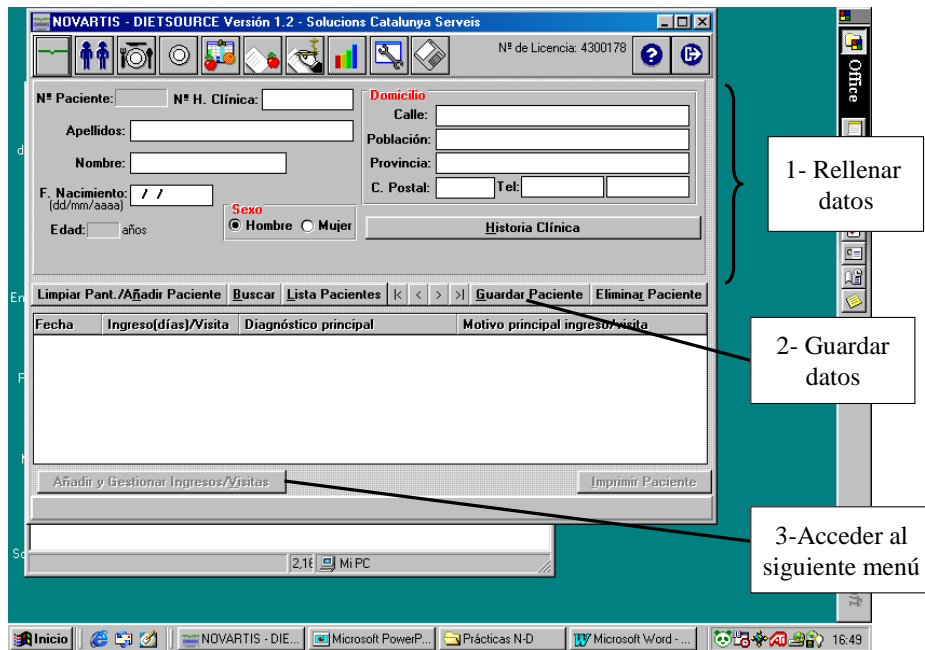 NOVARTIS - DIETSOURCE Versión 1.2 - Solucions Catalunya Serveis
Nº de Licencia: 4300178
Office
Nº Paciente: Nº H. Clínica:
Apellidos:
Nombre:
F. Nacimiento: / /
(dd/mm/aaaa)
Edad: años
Sexo
Hombre Mujer
Domicilio
Calle:
Población:
Provincia:
C. Postal: Tel:
Historia Clínica
1- Rellenar
datos
Limpiar Pant./Añadir Paciente Buscar Lista Pacientes |< < > >| Guardar Paciente Eliminar Paciente
Fecha Ingreso(días)/Visita Diagnóstico principal Motivo principal ingreso/visita
2- Guardar
datos
Añadir y Gestionar Ingresos/Visitas Imprimir Paciente
3-Acceder al
siguiente menú
Mi PC
Inicio NOVARTIS - DIE... Microsoft PowerP... Prácticas N-D Microsoft Word - ... 16:49